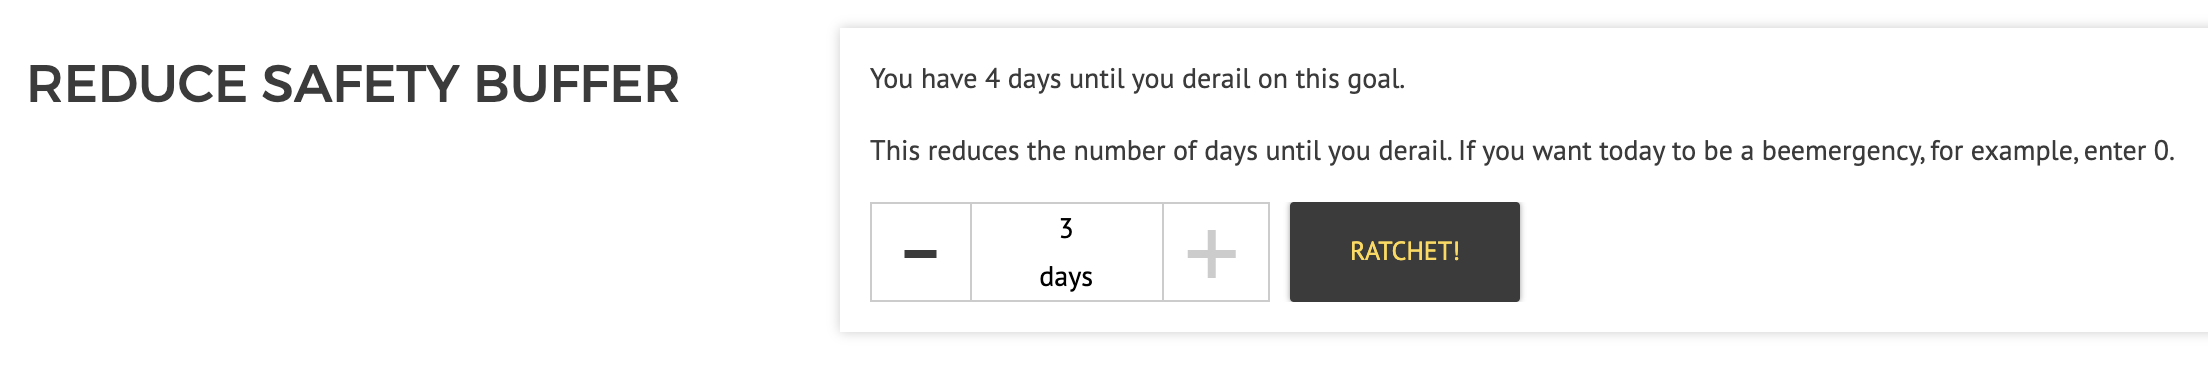 REDUCE SAFETY BUFFER
You have 4 days until you derail on this goal.
This reduces the number of days until you derail. If you want today to be a beemergency, for example, enter 0.
3
days
RATCHET!